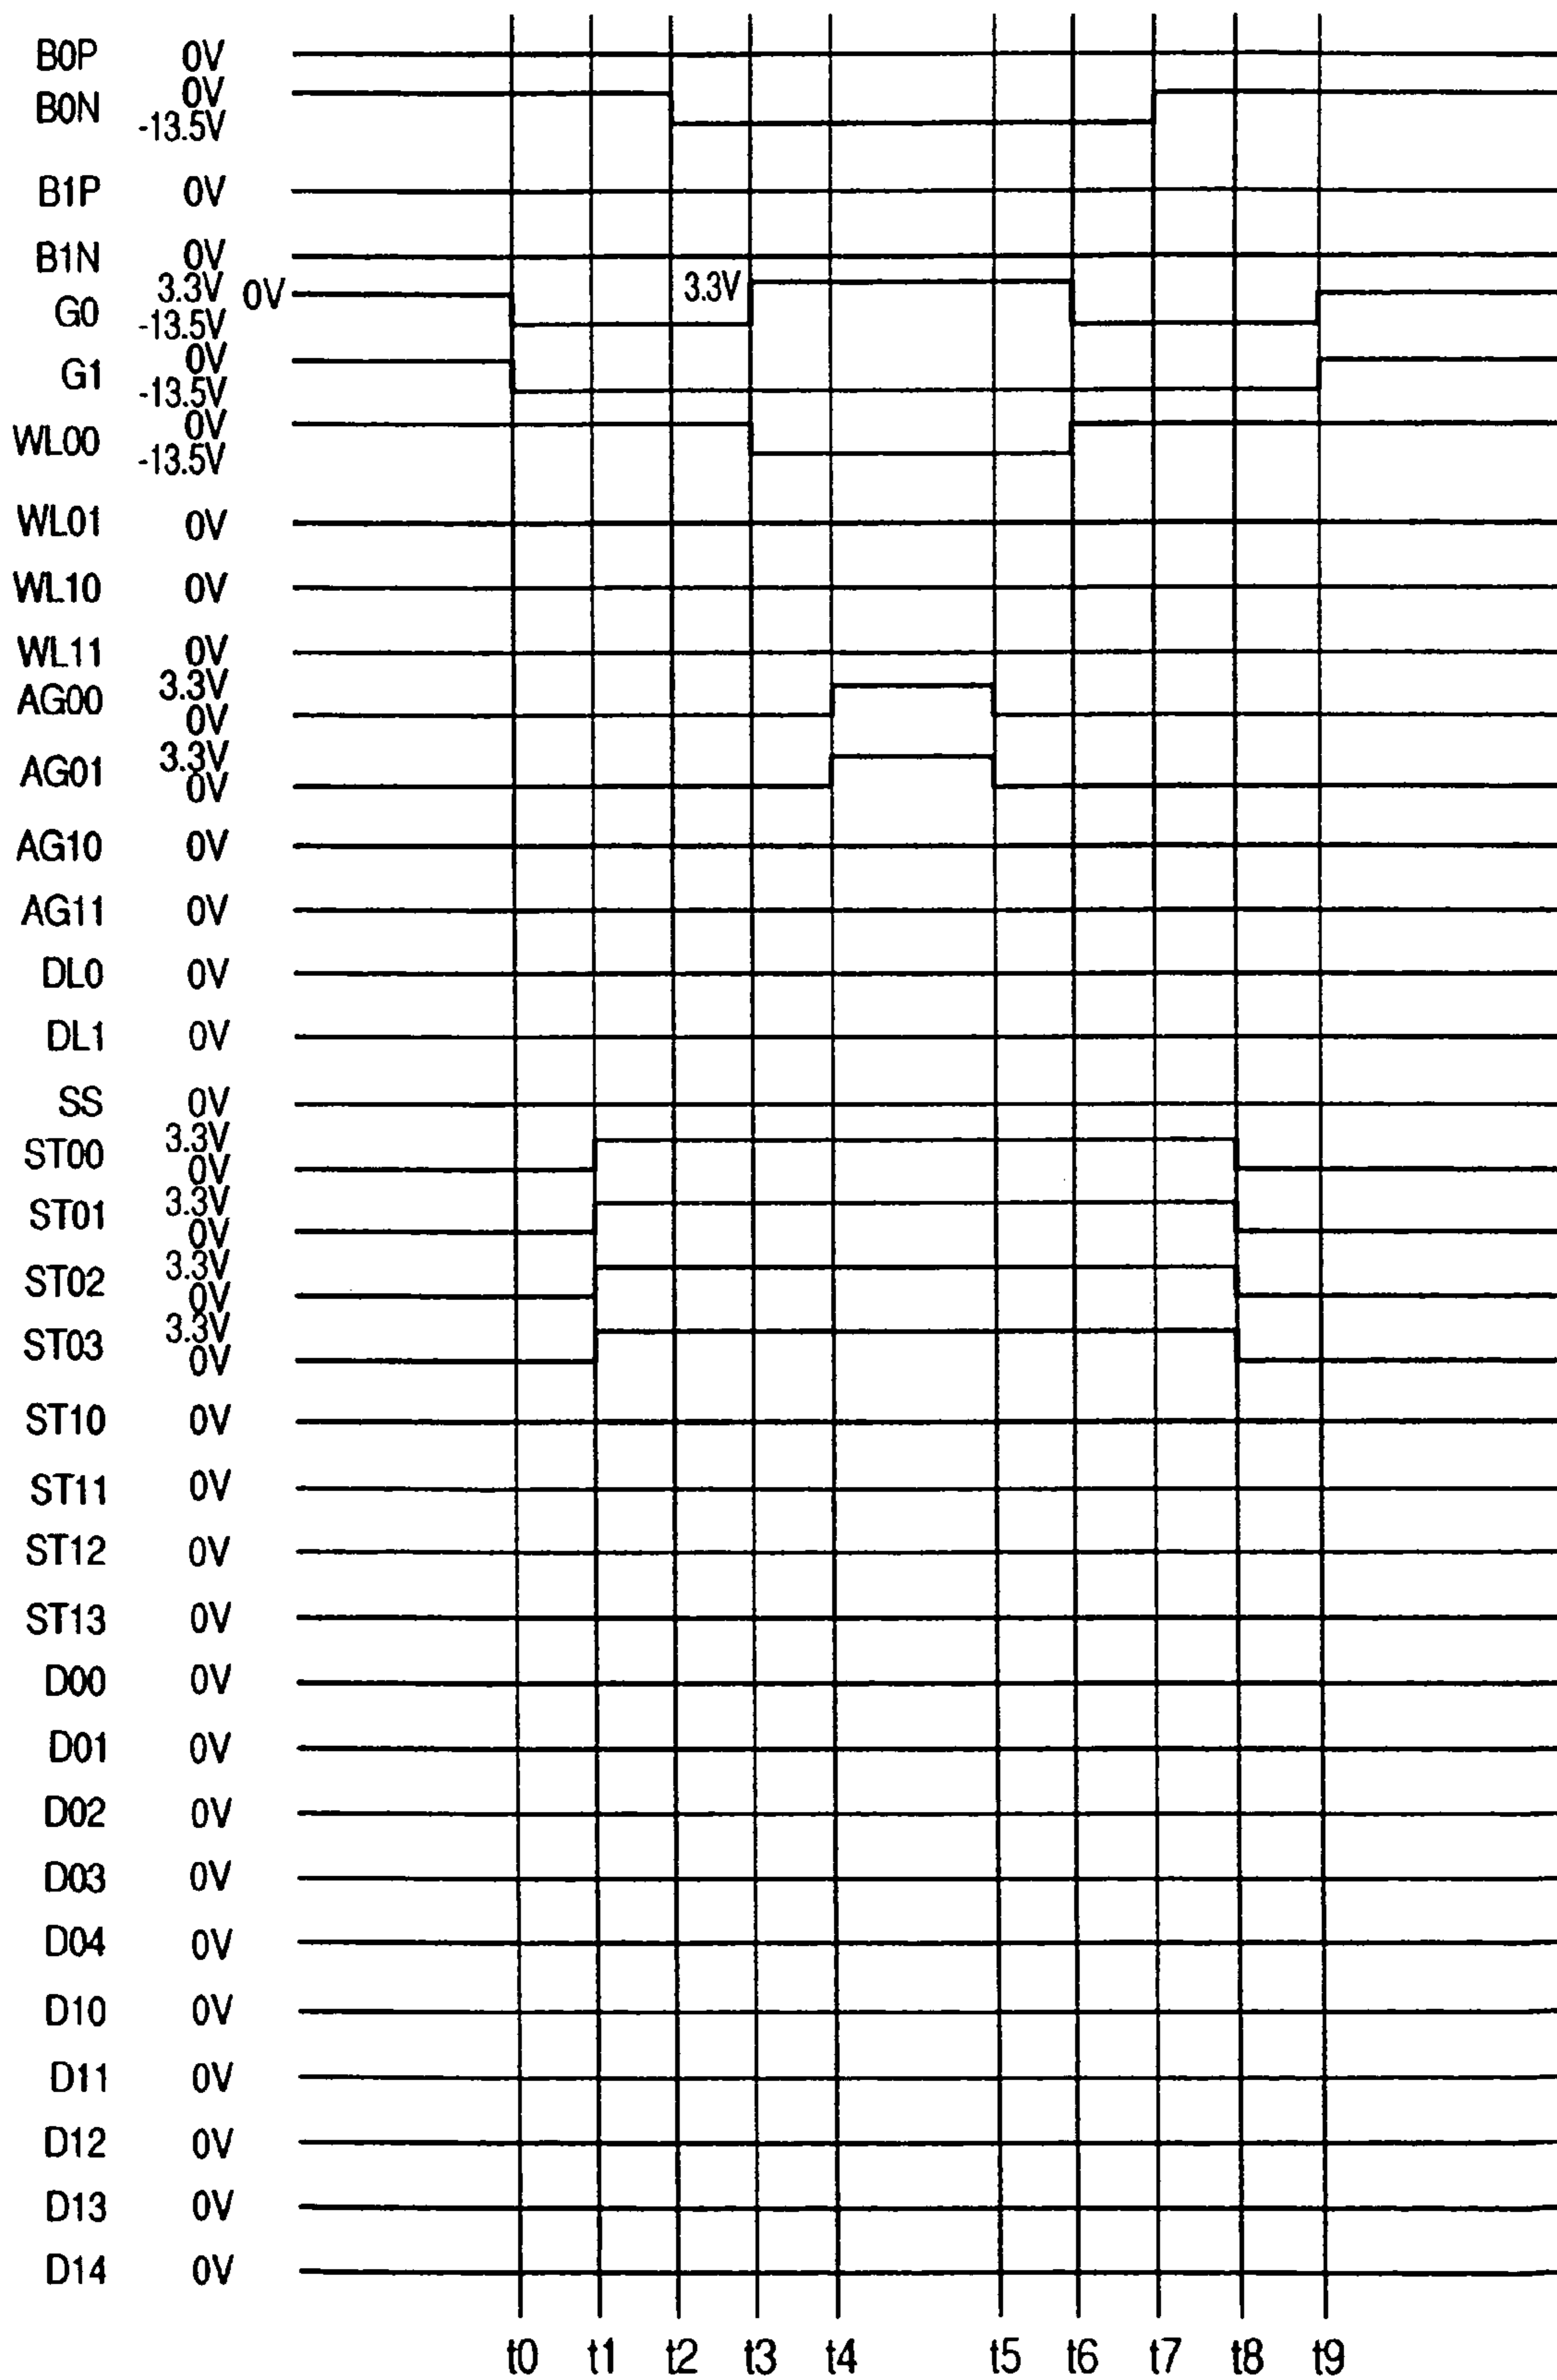 B0P 0V
B0N 0V
-13.5V
B1P 0V
B1N 0V
G0 3.3V 0V 3.3V
-13.5V
G1 0V
-13.5V
WL00 0V
-13.5V
WL01 0V
WL10 0V
WL11 0V
AG00 3.3V
0V
AG01 3.3V
0V
AG10 0V
AG11 0V
DL0 0V
DL1 0V
SS 0V
ST00 3.3V
0V
ST01 3.3V
0V
ST02 3.3V
0V
ST03 3.3V
0V
ST10 0V
ST11 0V
ST12 0V
ST13 0V
D00 0V
D01 0V
D02 0V
D03 0V
D04 0V
D10 0V
D11 0V
D12 0V
D13 0V
D14 0V
t0 t1 t2 t3 t4 t5 t6 t7 t8 t9